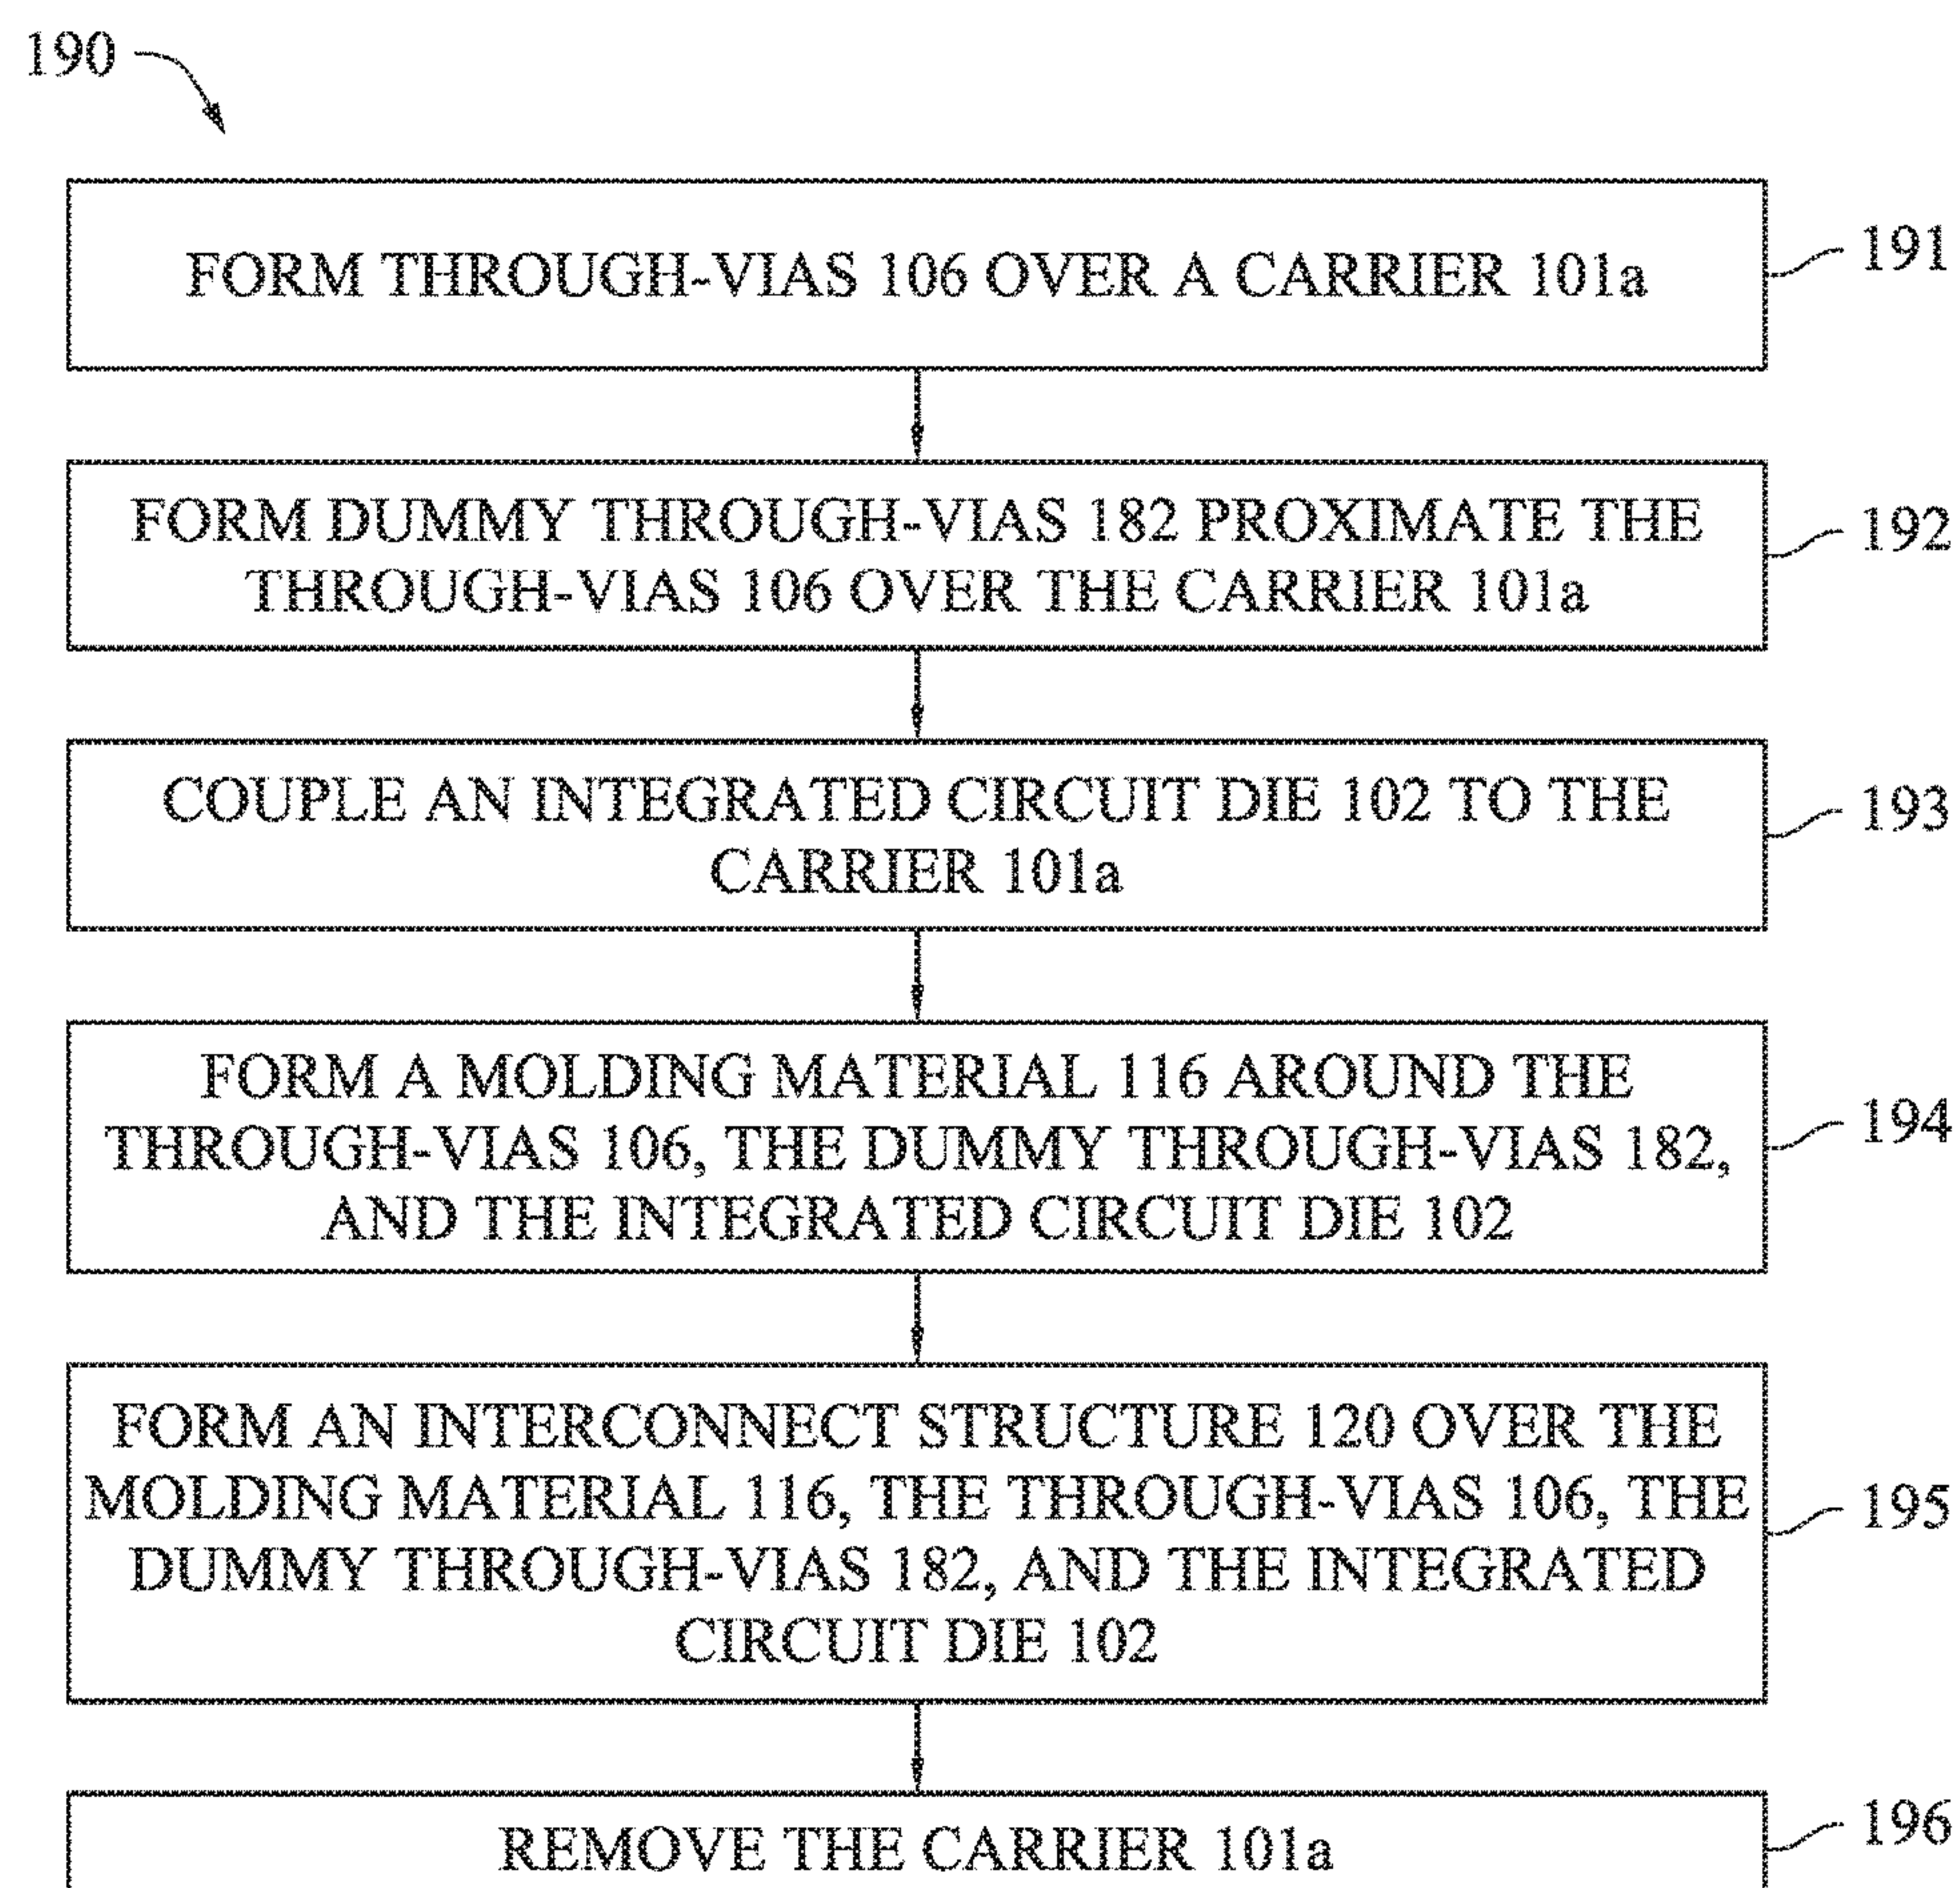 190
FORM THROUGH-VIAS 106 OVER A CARRIER 101a
191
FORM DUMMY THROUGH-VIAS 182 PROXIMATE THE
THROUGH-VIAS 106 OVER THE CARRIER 101a
192
COUPLE AN INTEGRATED CIRCUIT DIE 102 TO THE
CARRIER 101a
193
FORM A MOLDING MATERIAL 116 AROUND THE
THROUGH-VIAS 106, THE DUMMY THROUGH-VIAS 182,
AND THE INTEGRATED CIRCUIT DIE 102
194
FORM AN INTERCONNECT STRUCTURE 120 OVER THE
MOLDING MATERIAL 116, THE THROUGH-VIAS 106, THE
DUMMY THROUGH-VIAS 182, AND THE INTEGRATED
CIRCUIT DIE 102
195
REMOVE THE CARRIER 101a
196